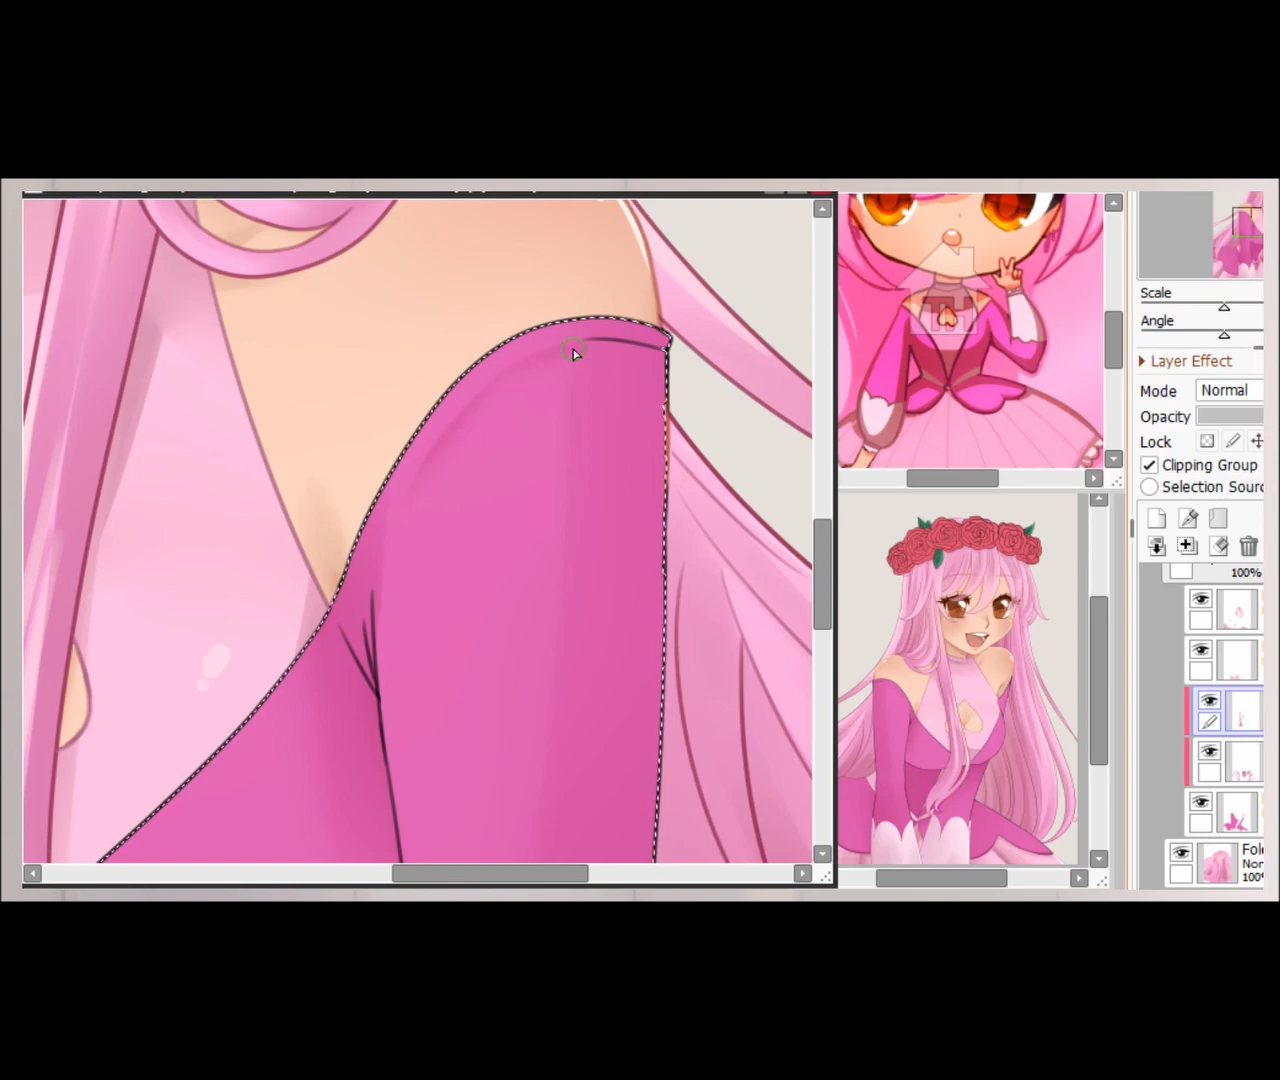 Scale
Angle
Layer Effect
Mode Normal
Opacity
Lock
Clipping Group
Selection Sourc
100%
Fol
Nor
100%